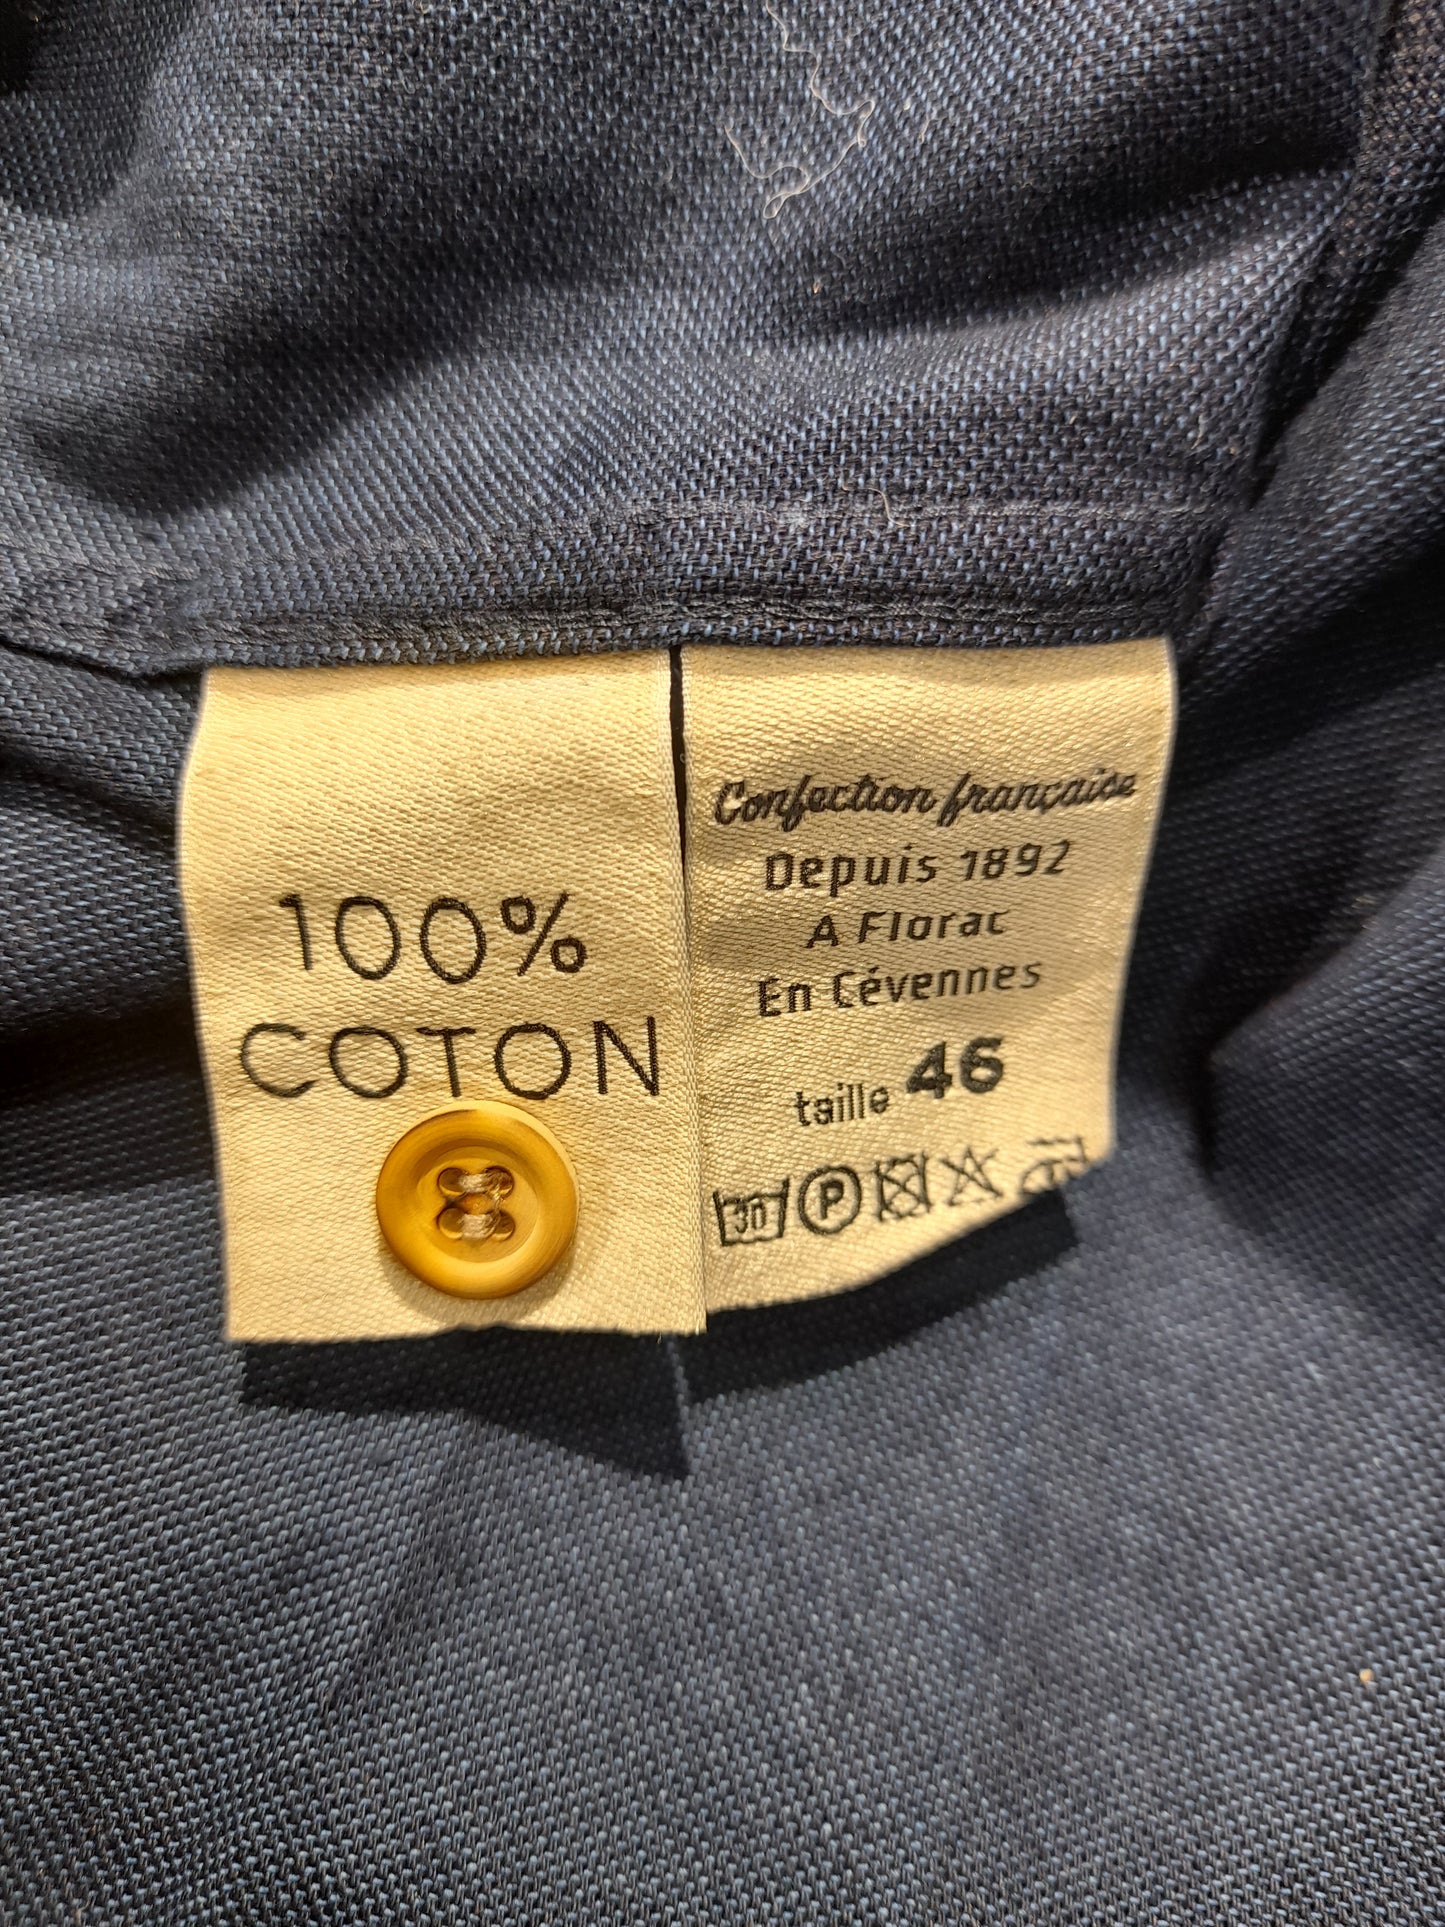 100%
COTON
Confection française
Depuis 1892
A Florac
En Cévennes
taille 46
30 P